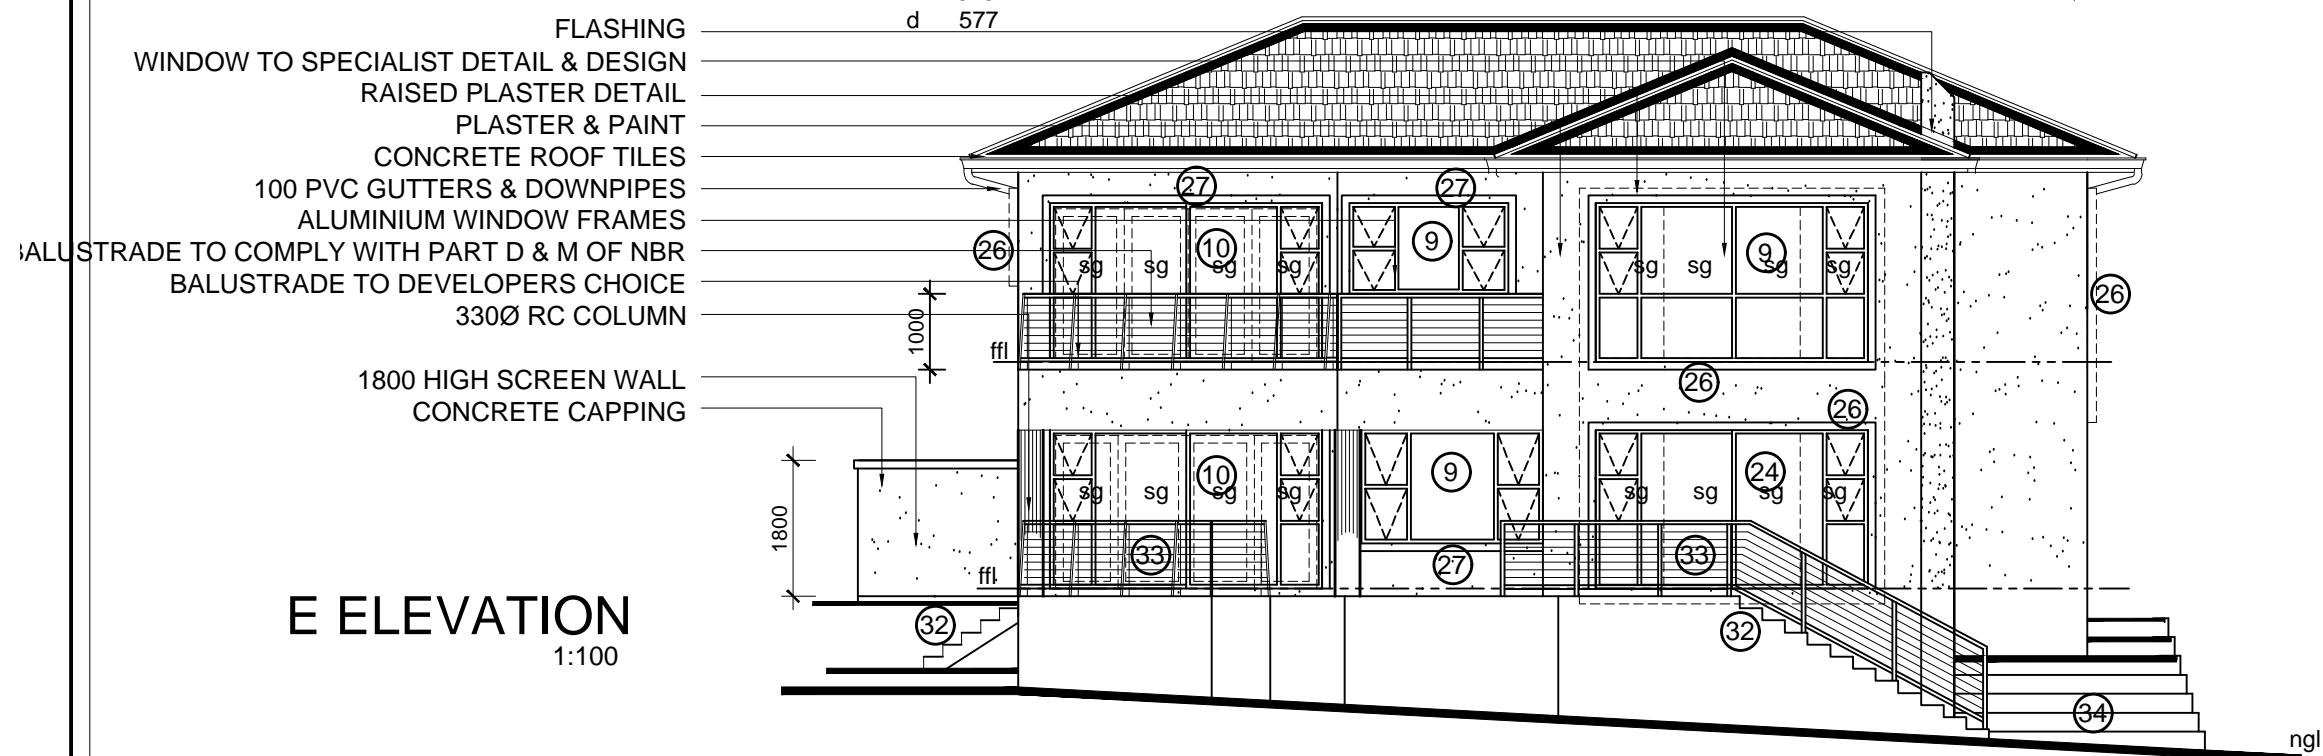 d 577
FLASHING
WINDOW TO SPECIALIST DETAIL & DESIGN
RAISED PLASTER DETAIL
PLASTER & PAINT
CONCRETE ROOF TILES
100 PVC GUTTERS & DOWNPIPES
ALUMINIUM WINDOW FRAMES
BALUSTRADE TO COMPLY WITH PART D & M OF NBR
BALUSTRADE TO DEVELOPERS CHOICE
330Ø RC COLUMN
1800 HIGH SCREEN WALL
CONCRETE CAPPING
27 27
26 10 9 9
sg sg sg sg sg sg sg sg
26
1000
ffl
26
26
10 9 24
sg sg sg sg sg sg sg sg
1800
33 27 33
ffl
E ELEVATION
1:100
32 32
34
ngl